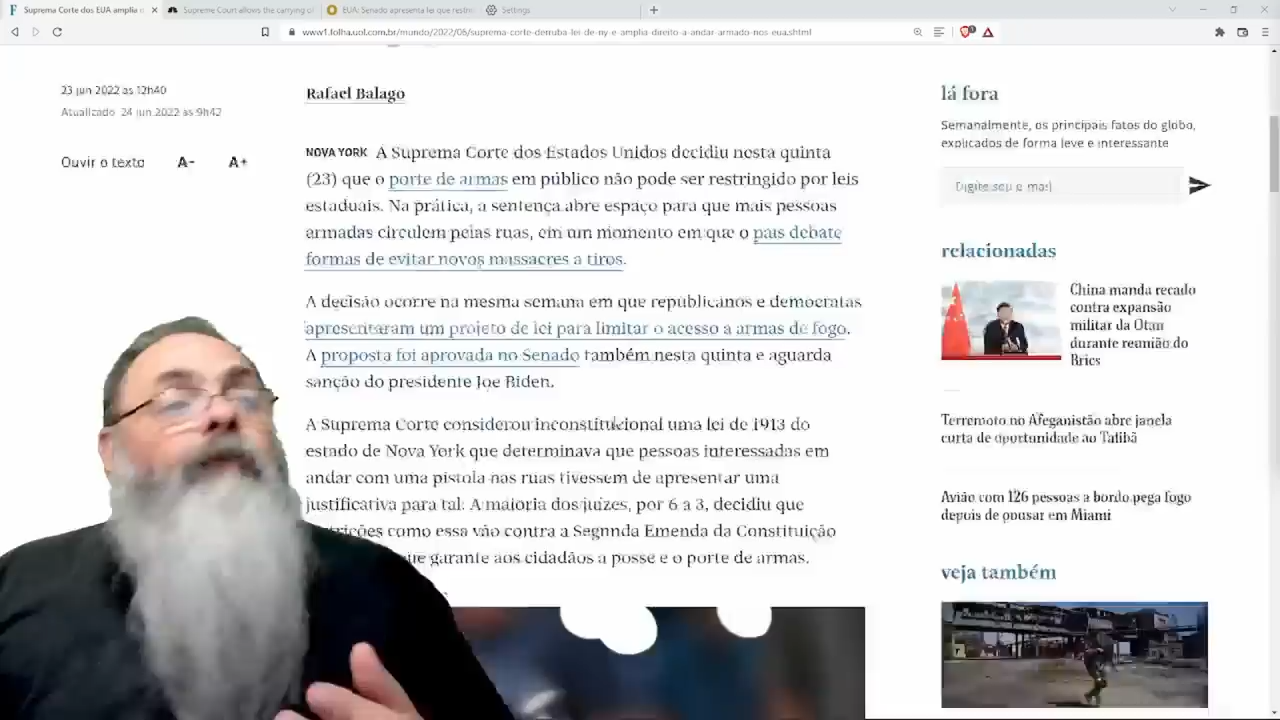 Suprema Corte dos EUA amplia
Supreme Court allows the carrying of
EUA: Senado apresenta lei que restri
Settings
www1.folha.uol.com.br/mundo/2022/06/suprema-corte-derruba-lei-de-ny-e-amplia-direito-a-andar-armado-nos-eua.shtml
23 jun 2022 às 12h40
Atualizado 24 jun 2022 às 9h42
Ouvir o texto A- A+
Rafael Balago
NOVA YORK A Suprema Corte dos Estados Unidos decidiu nesta quinta
(23) que o porte de armas em público não pode ser restringido por leis
estaduais. Na prática, a sentença abre espaço para que mais pessoas
armadas circulem pelas ruas, em um momento em que o país debate
formas de evitar novos massacres a tiros.
A decisão ocorre na mesma semana em que republicanos e democratas
apresentaram um projeto de lei para limitar o acesso a armas de fogo.
A proposta foi aprovada no Senado também nesta quinta e aguarda
sanção do presidente Joe Biden.
A Suprema Corte considerou inconstitucional uma lei de 1913 do
estado de Nova York que determinava que pessoas interessadas em
andar com uma pistola nas ruas tivessem de apresentar uma
justificativa para tal. A maioria dos juízes, por 6 a 3, decidiu que
como essa vão contra a Segunda Emenda da Constituição
garante aos cidadãos a posse e o porte de armas.
lá fora
Semanalmente, os principais fatos do globo,
explicados de forma leve e interessante
Digite seu e-mail
relacionadas
China manda recado
contra expansão
militar da Otan
durante reunião do
Brics
Terremoto no Afeganistão abre janela
curta de oportunidade ao Talibã
Avião com 126 pessoas a bordo pega fogo
depois de pousar em Miami
veja também